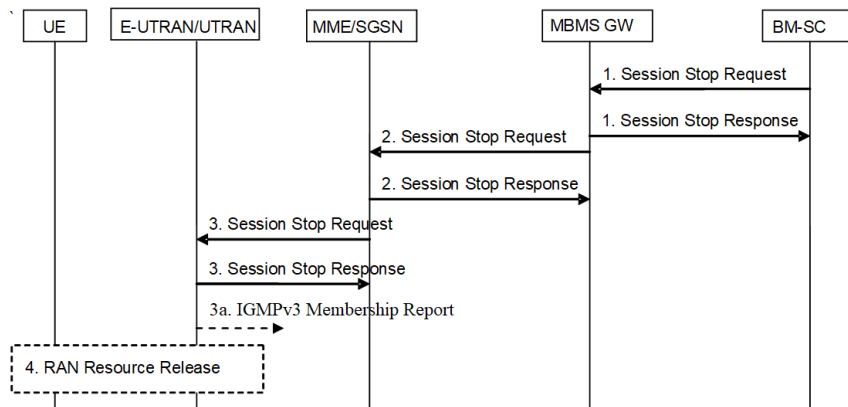 `
UE
E-UTRAN/UTRAN
MME/SGSN
MBMS GW
BM-SC
1. Session Stop Request
1. Session Stop Response
2. Session Stop Request
2. Session Stop Response
3. Session Stop Request
3. Session Stop Response
3a. IGMPv3 Membership Report
4. RAN Resource Release